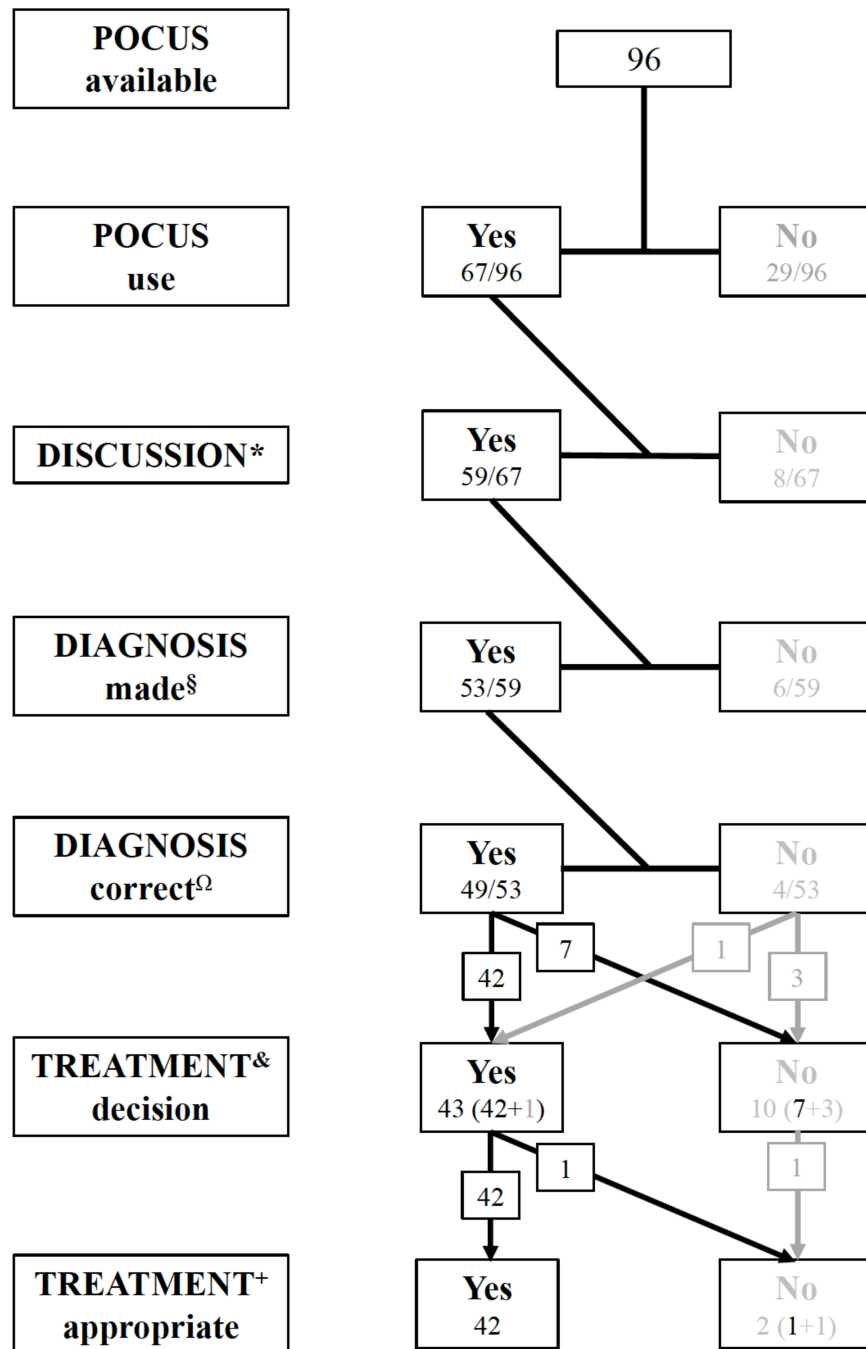 POCUS
available
96
POCUS
use
Yes
67/96
No
29/96
DISCUSSION*
Yes
59/67
No
8/67
DIAGNOSIS
made§
Yes
53/59
No
6/59
DIAGNOSIS
correctΩ
Yes
49/53
No
4/53
42
7
1
3
TREATMENT&
decision
Yes
43 (42+1)
No
10 (7+3)
42
1
1
TREATMENT+
appropriate
Yes
42
No
2 (1+1)